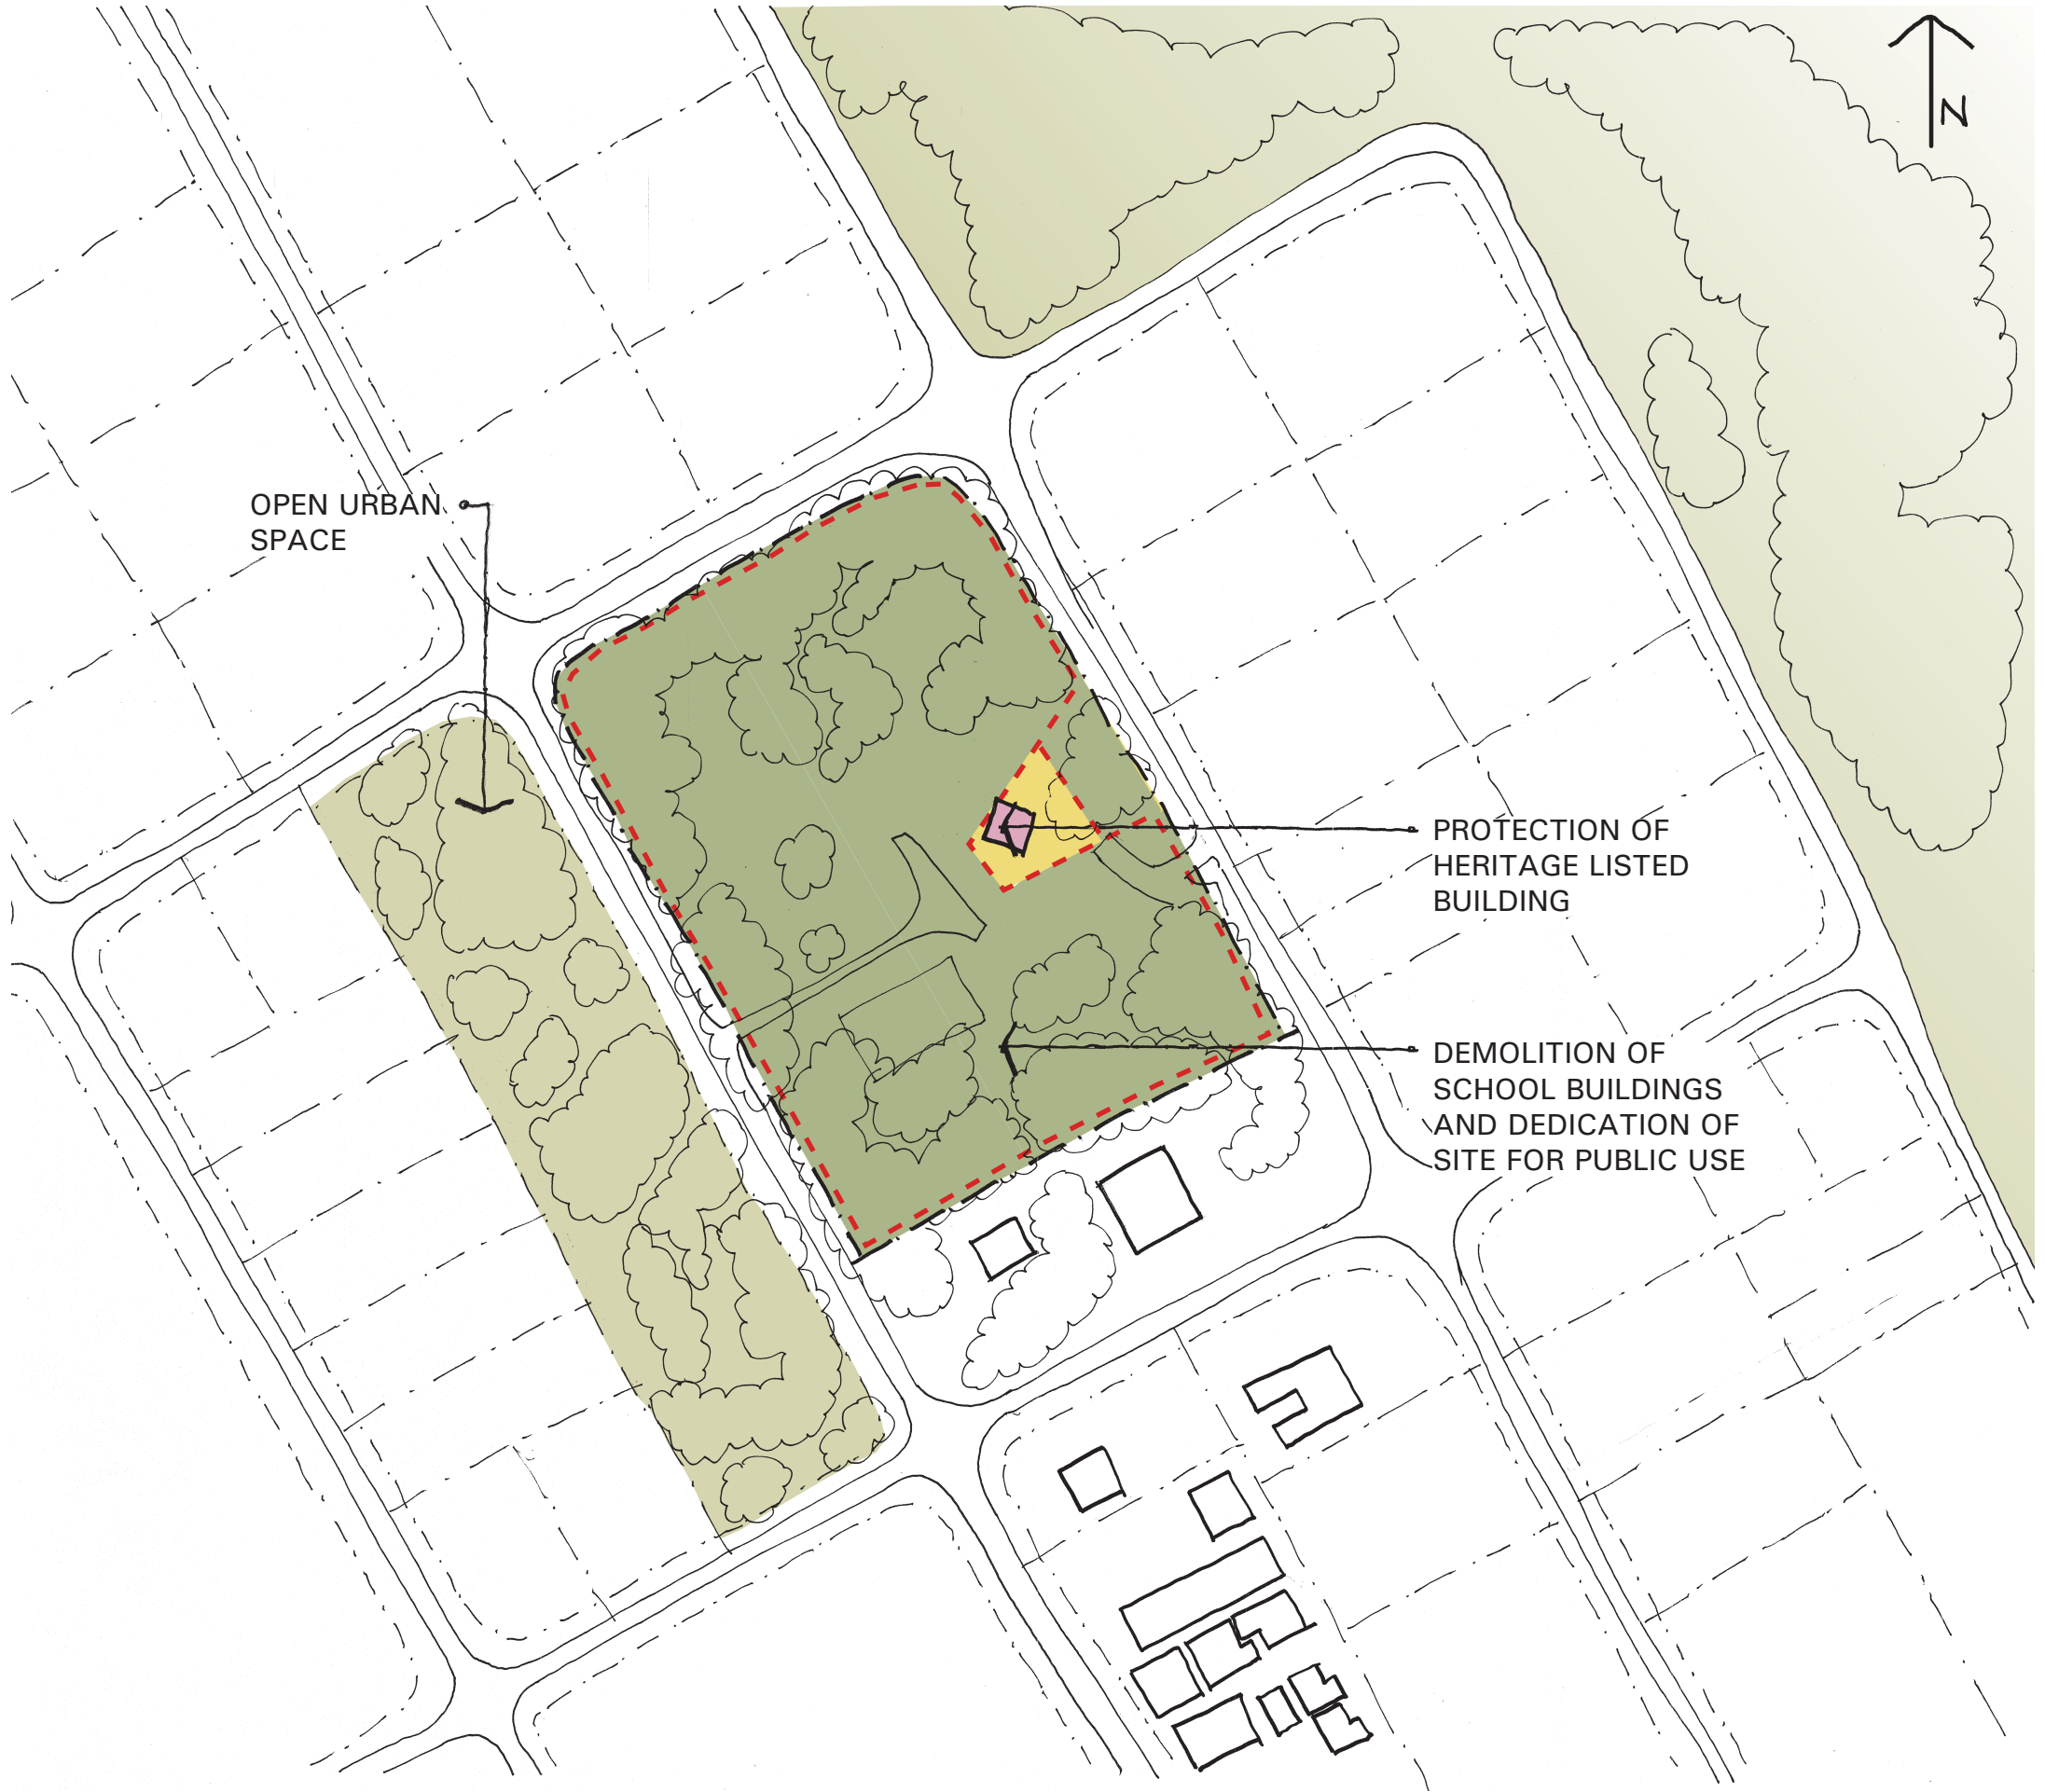 N
OPEN URBAN
SPACE
PROTECTION OF
HERITAGE LISTED
BUILDING
DEMOLITION OF
SCHOOL BUILDINGS
AND DEDICATION OF
SITE FOR PUBLIC USE